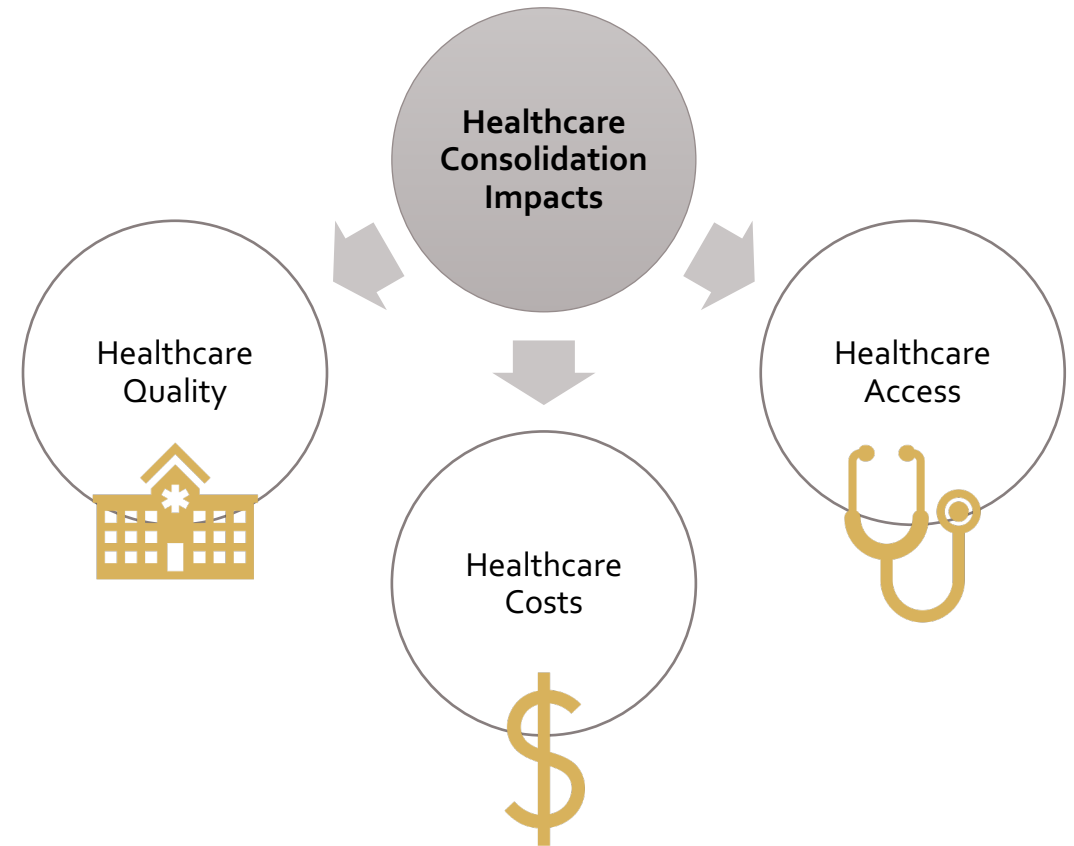 Healthcare
Consolidation
Impacts
Healthcare
Quality
Healthcare
Access
Healthcare
Costs